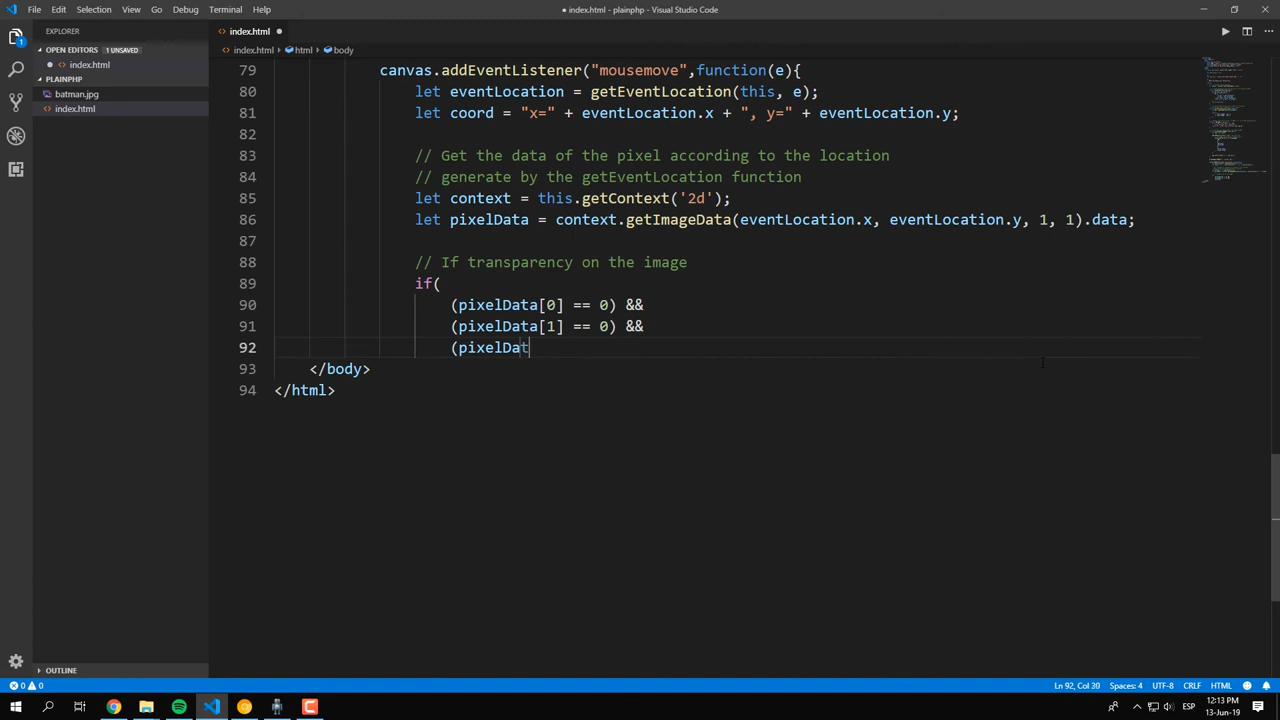 File Edit Selection View Go Debug Terminal Help
● index.html - plainphp - Visual Studio Code
EXPLORER
OPEN EDITORS 1 UNSAVED
● index.html
PLAINPHP
batman.jpg
index.html
OUTLINE
index.html
index.html › html › body
79 canvas.addEventListener("mousemove",function(e){
80 let eventLocation = getEventLocation(this, e);
81 let coord = "x=" + eventLocation.x + ", y=" + eventLocation.y;
82
83 // Get the data of the pixel according to the location
84 // generate by the getEventLocation function
85 let context = this.getContext('2d');
86 let pixelData = context.getImageData(eventLocation.x, eventLocation.y, 1, 1).data;
87
88 // If transparency on the image
89 if(
90 (pixelData[0] == 0) &&
91 (pixelData[1] == 0) &&
92 (pixelDat
93 </body>
94 </html>
0 0 Ln 92, Col 30 Spaces: 4 UTF-8 CRLF HTML
ESP 12:13 PM
13-Jun-19
1